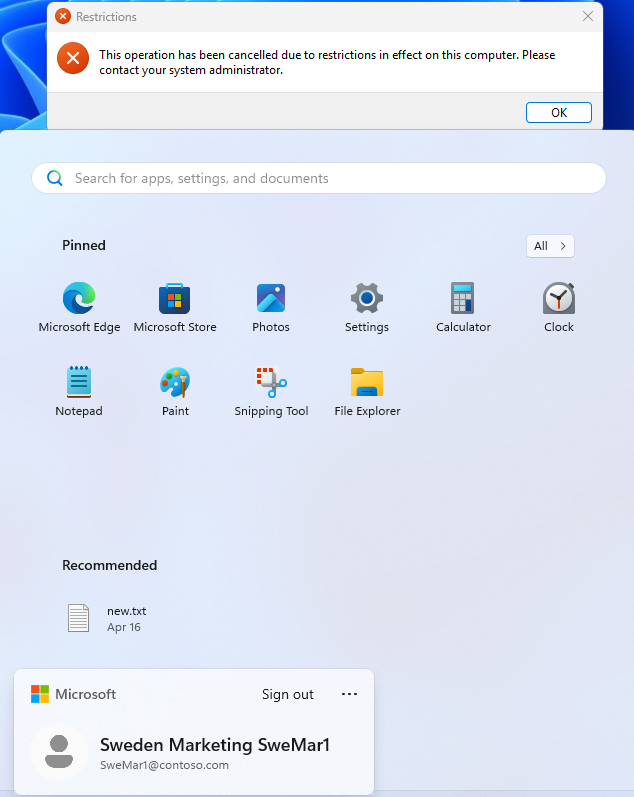 Restrictions
This operation has been cancelled due to restrictions in effect on this computer. Please
contact your system administrator.
OK
Search for apps, settings, and documents
Pinned
All
Microsoft Edge
Microsoft Store
Photos
Settings
Calculator
Clock
Notepad
Paint
Snipping Tool
File Explorer
Recommended
new.txt
Apr 16
Microsoft
Sign out
Sweden Marketing SweMar1
SweMar1@contoso.com